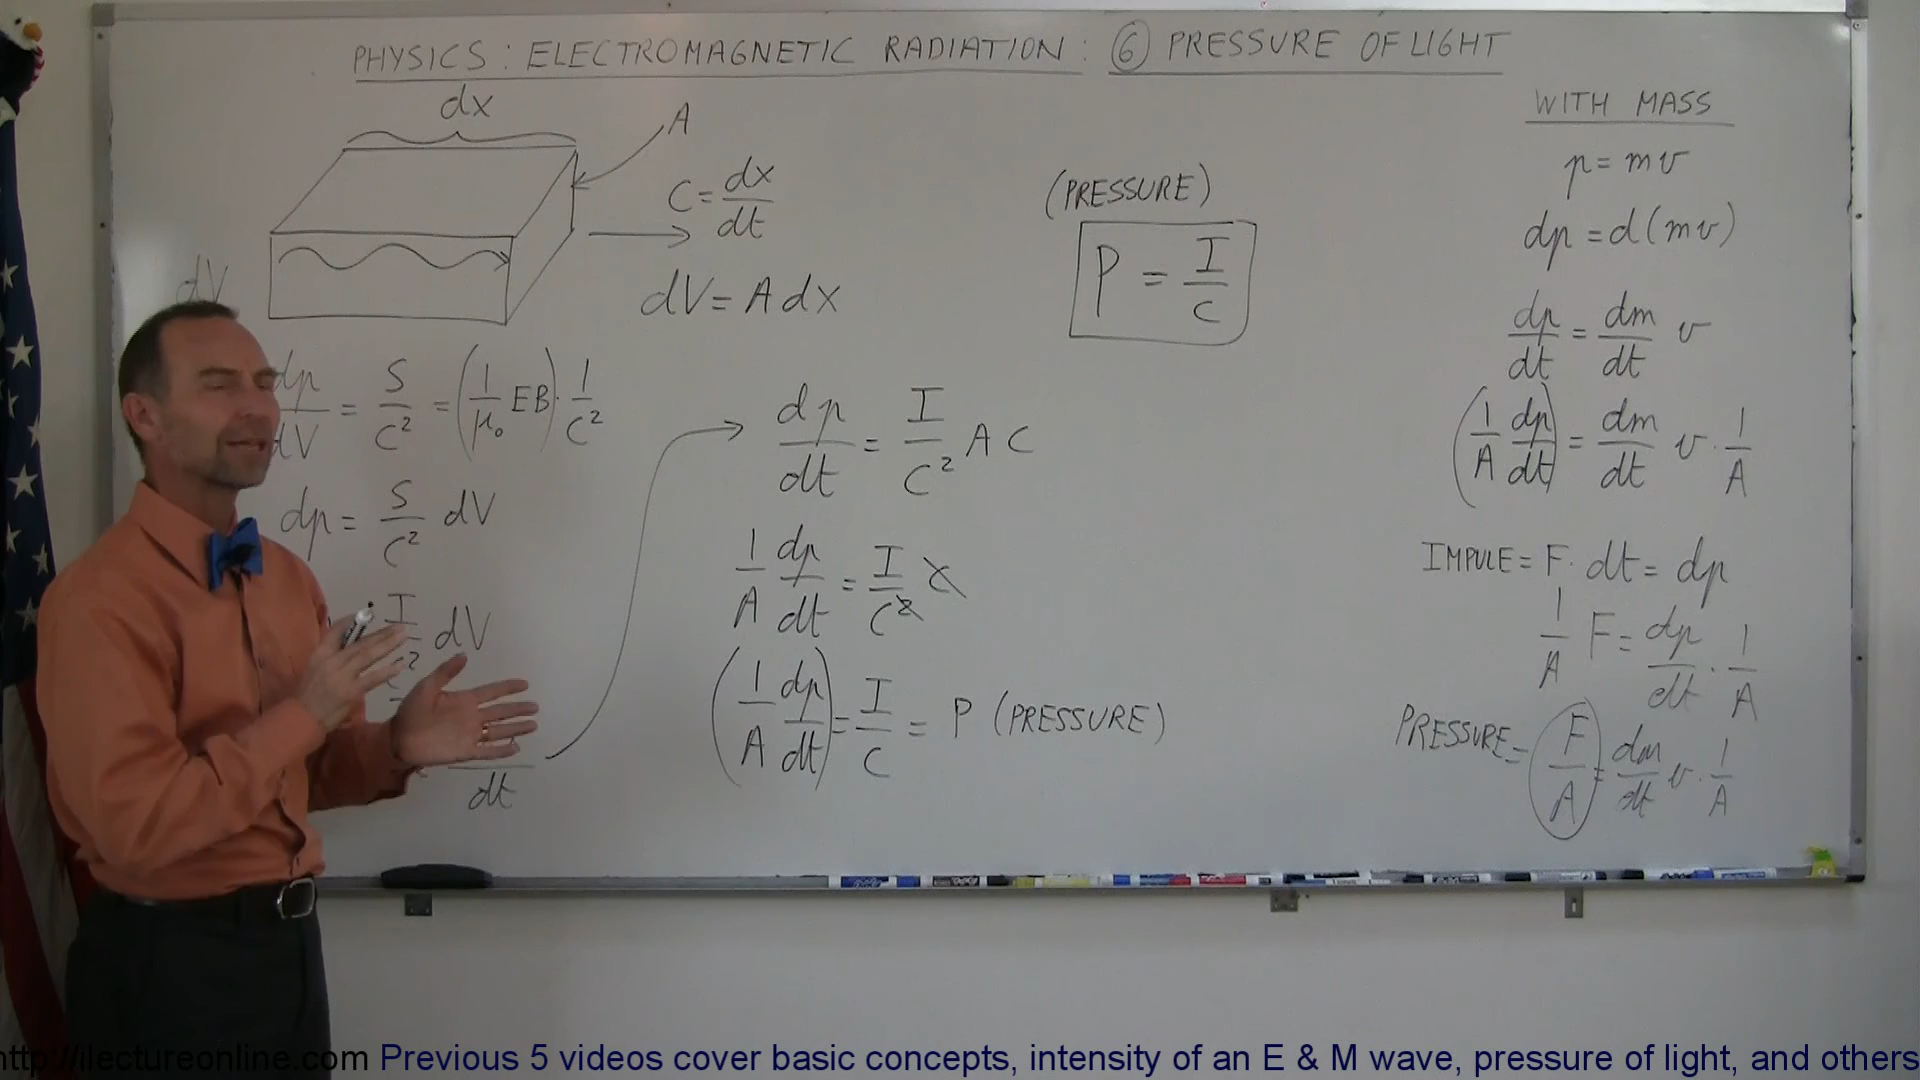 PHYSICS: ELECTROMAGNETIC RADIATION: ⑥ PRESSURE OF LIGHT
dx
A
C = dx/dt
dV
dV = A dx
dp/dV = S/C² = (1/μ₀ EB) · 1/C²
dp = S/C² dV
I/C² dV
dt
dp/dt = I/C² A C
1/A dp/dt = I/C² C
(1/A dp/dt) = I/C = P (PRESSURE)
(PRESSURE)
P = I/C
WITH MASS
p = mv
dp = d(mv)
dp/dt = dm/dt v
(1/A dp/dt) = dm/dt v · 1/A
IMPULE = F · dt = dp
1/A F = dp/dt · 1/A
PRESSURE = F/A = dm/dt v · 1/A
http://ilectureonline.com Previous 5 videos cover basic concepts, intensity of an E & M wave, pressure of light, and others